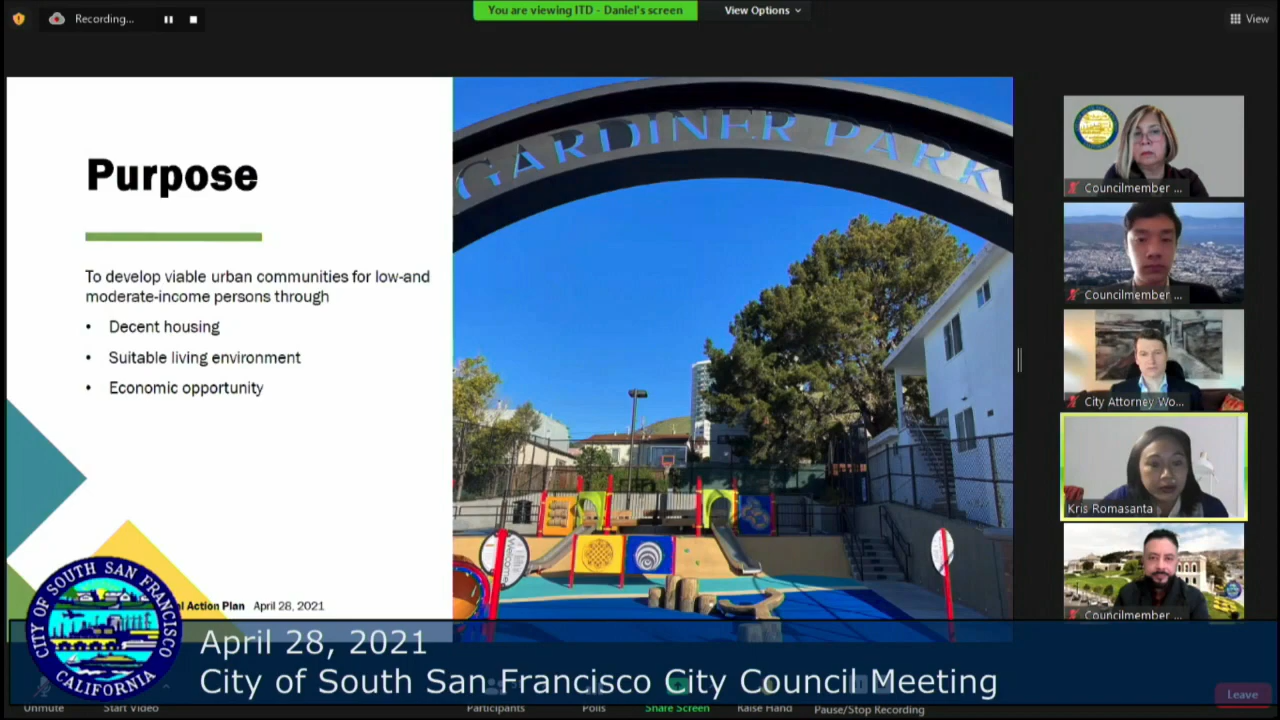 Recording...
You are viewing ITD - Daniel's screen
View Options
View
GARDINER PARK
Purpose
To develop viable urban communities for low-and
moderate-income persons through
• Decent housing
• Suitable living environment
• Economic opportunity
Welcome
Action Plan April 28, 2021
Councilmember ...
Councilmember ...
City Attorney Wo...
Kris Romasanta
Councilmember ...
CITY OF SOUTH SAN FRANCISCO
CALIFORNIA
April 28, 2021
City of South San Francisco City Council Meeting
Unmute
Start Video
Participants
Polls
Share Screen
Raise Hand
Pause/Stop Recording
Leave